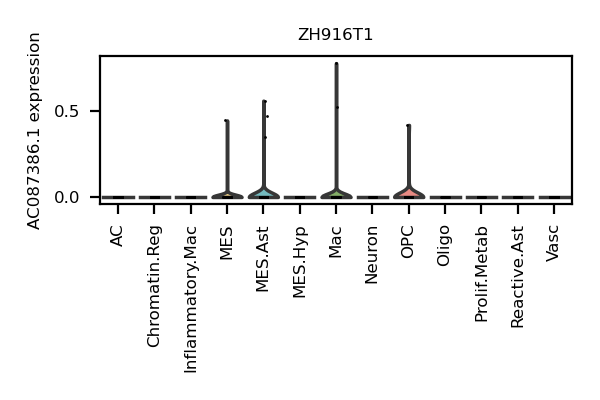 ZH916T1
AC087386.1 expression
0.5
0.0
AC
Chromatin.Reg
Inflammatory.Mac
MES
MES.Ast
MES.Hyp
Mac
Neuron
OPC
Oligo
Prolif.Metab
Reactive.Ast
Vasc